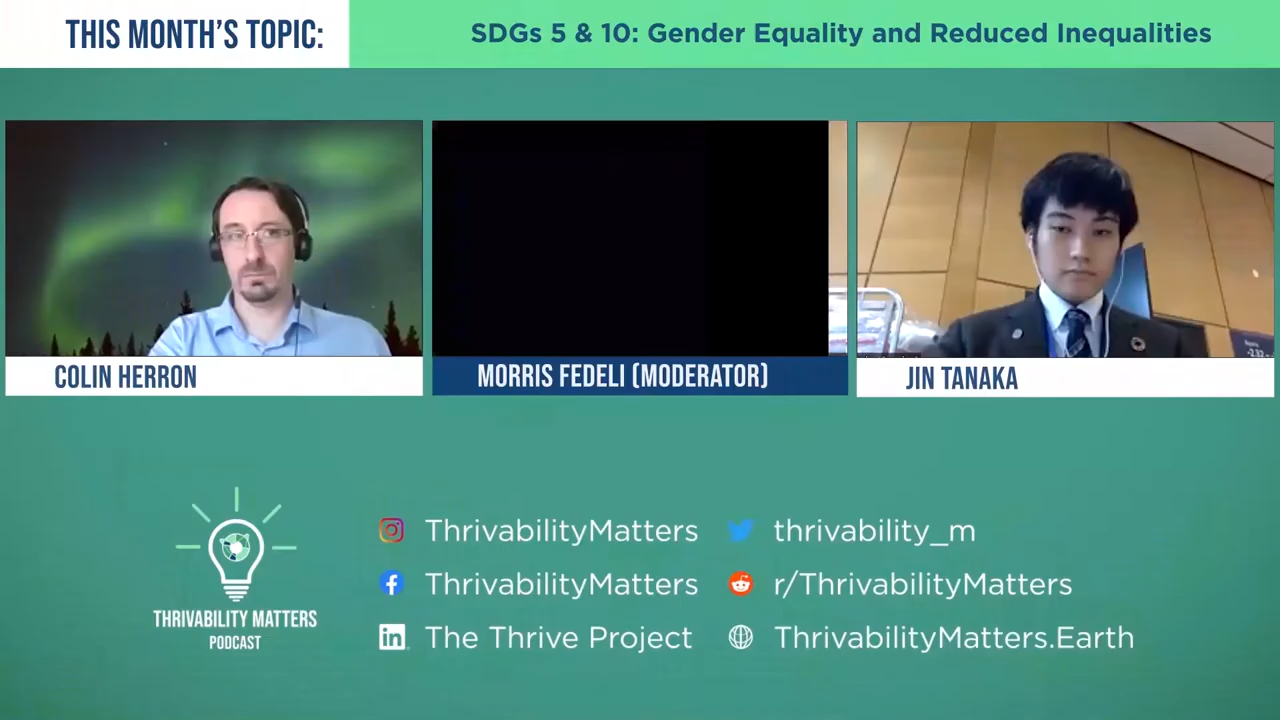 THIS MONTH'S TOPIC:
SDGs 5 & 10: Gender Equality and Reduced Inequalities
COLIN HERRON
MORRIS FEDELI (MODERATOR)
JIN TANAKA
THRIVABILITY MATTERS
PODCAST
ThrivabilityMatters
thrivability_m
ThrivabilityMatters
r/ThrivabilityMatters
in
The Thrive Project
ThrivabilityMatters.Earth